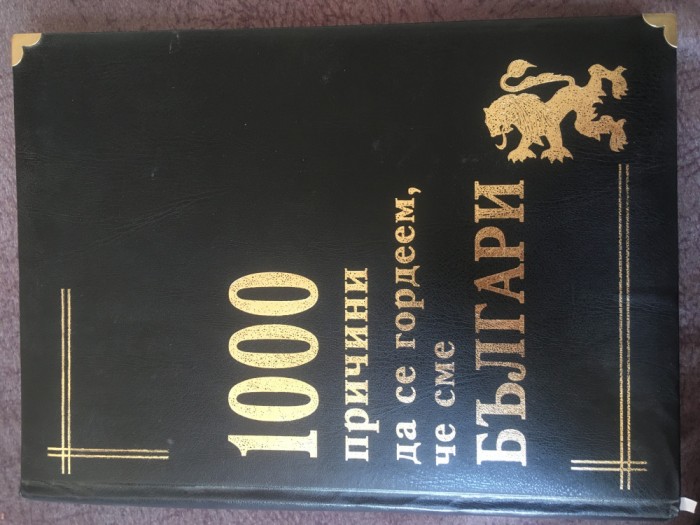 1000
причини
да се гордеем,
че сме
БЪЛГАРИ